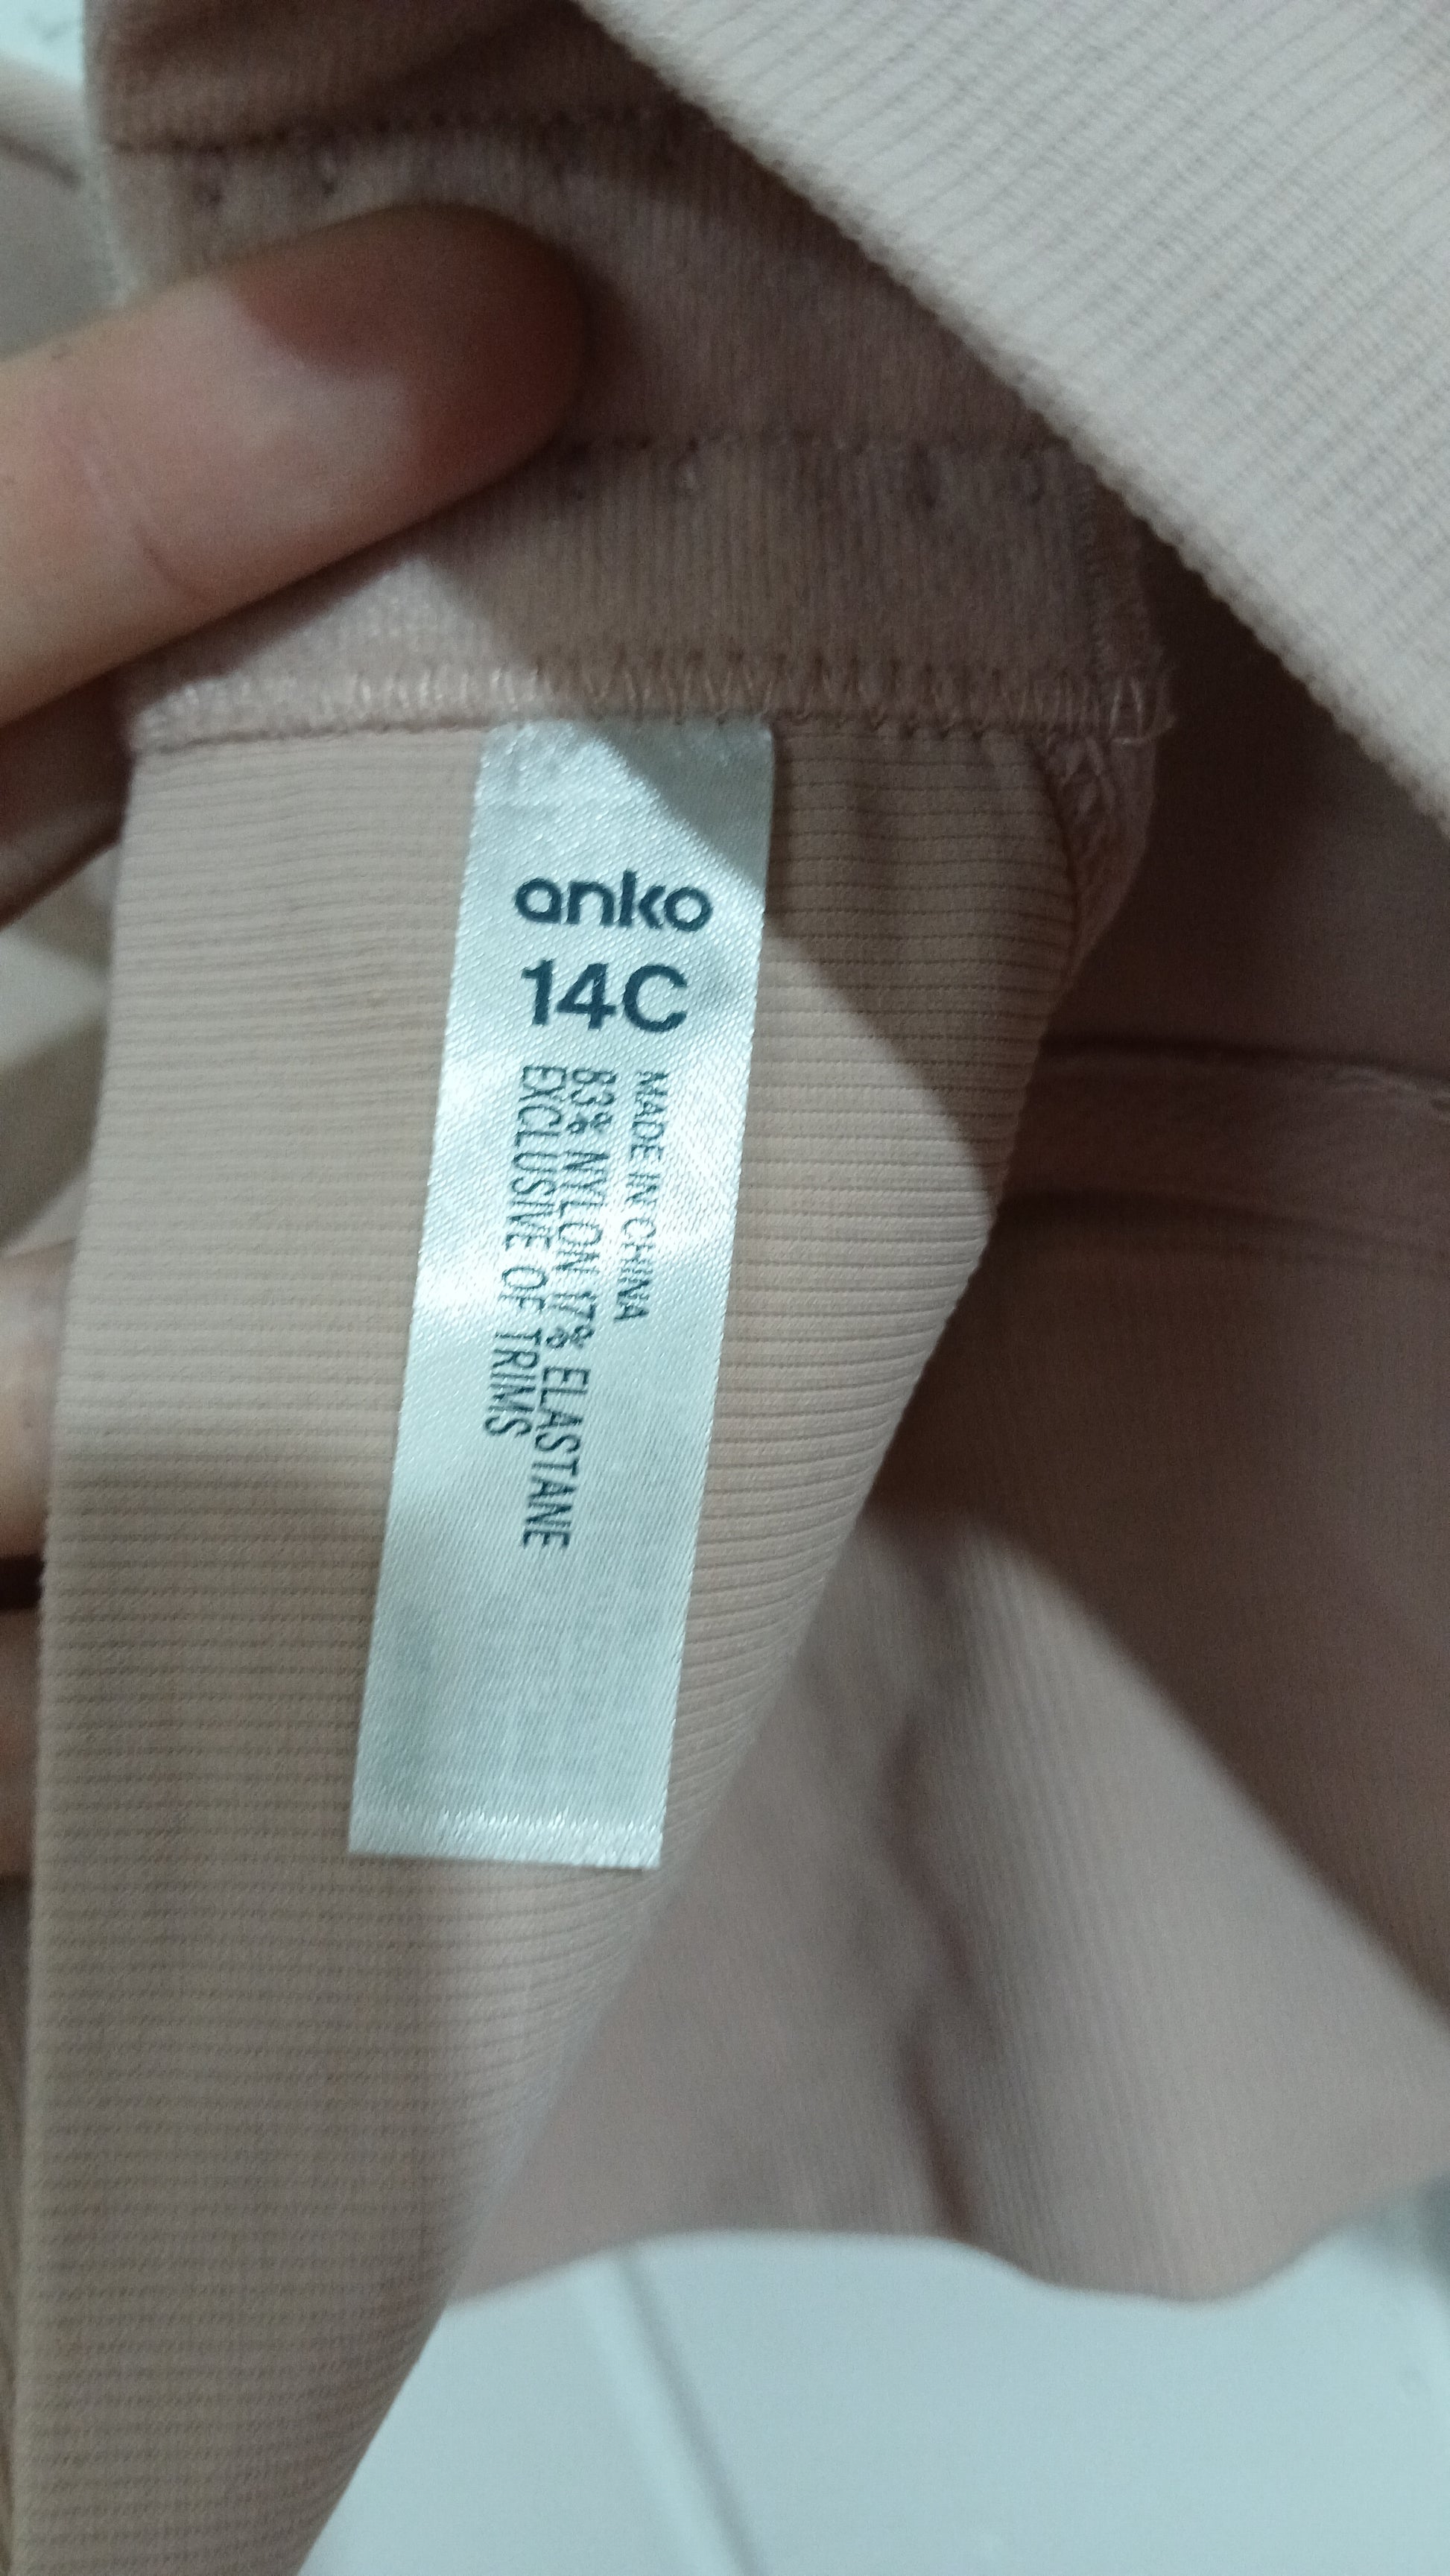 anko
14C
MADE IN CHINA
83% NYLON 17% ELASTANE
EXCLUSIVE OF TRIMS